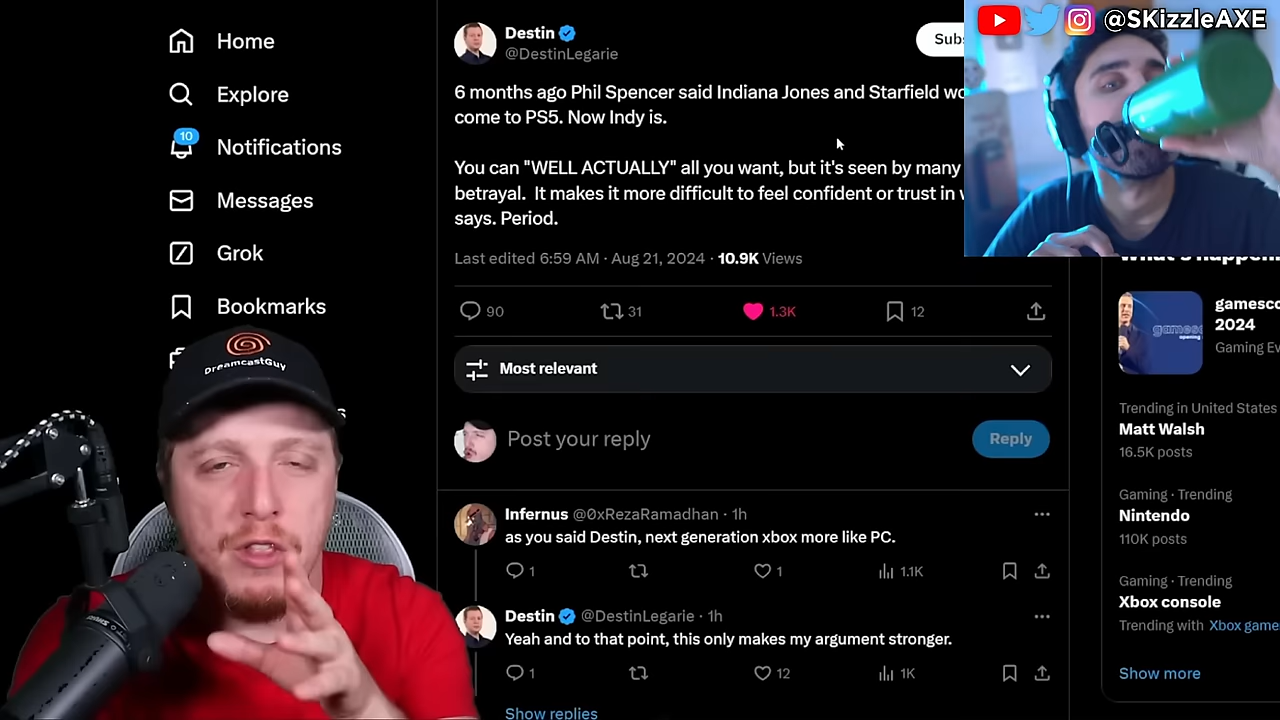 @SKizzleAXE
Home
Explore
10
Notifications
Messages
Grok
Bookmarks
DreamcastGuy
Destin
@DestinLegarie
6 months ago Phil Spencer said Indiana Jones and Starfield
come to PS5. Now Indy is.
You can "WELL ACTUALLY" all you want, but it's seen by many
betrayal. It makes it more difficult to feel confident or trust in
says. Period.
Last edited 6:59 AM · Aug 21, 2024 · 10.9K Views
90 31 1.3K 12
Most relevant
Post your reply
Reply
Infernus @0xRezaRamadhan · 1h
as you said Destin, next generation xbox more like PC.
1 1 1.1K
Destin @DestinLegarie · 1h
Yeah and to that point, this only makes my argument stronger.
1 12 1K
Show replies
gamesco
2024
Gaming Ev
Trending in United States
Matt Walsh
16.5K posts
Gaming · Trending
Nintendo
110K posts
Gaming · Trending
Xbox console
Trending with Xbox game
Show more